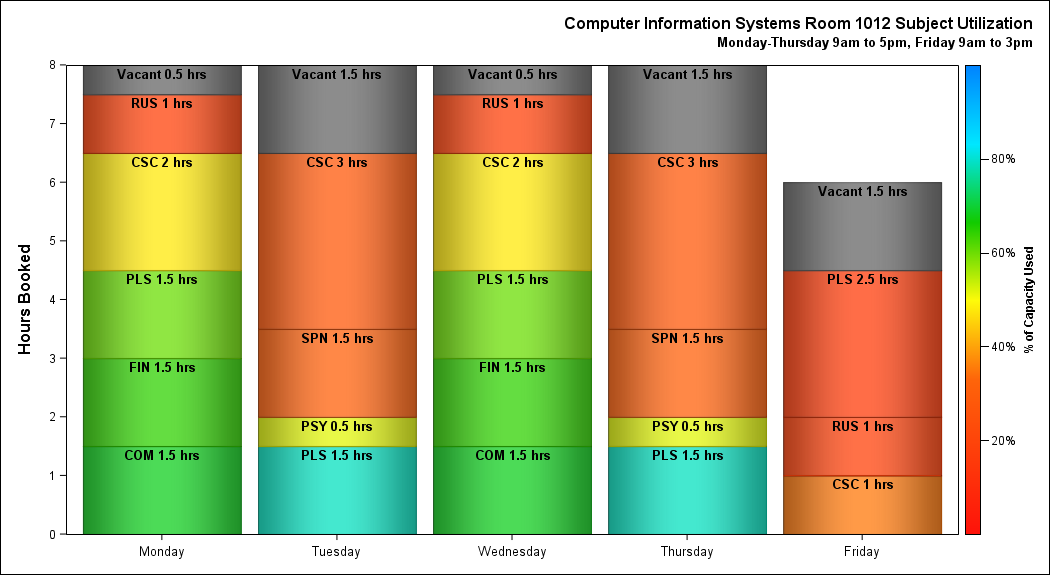 Computer Information Systems Room 1012 Subject Utilization
Monday-Thursday 9am to 5pm, Friday 9am to 3pm
Hours Booked
8
7
6
5
4
3
2
1
0
Vacant 0.5 hrs
RUS 1 hrs
CSC 2 hrs
PLS 1.5 hrs
FIN 1.5 hrs
COM 1.5 hrs
Monday
Vacant 1.5 hrs
CSC 3 hrs
SPN 1.5 hrs
PSY 0.5 hrs
PLS 1.5 hrs
Tuesday
Vacant 0.5 hrs
RUS 1 hrs
CSC 2 hrs
PLS 1.5 hrs
FIN 1.5 hrs
COM 1.5 hrs
Wednesday
Vacant 1.5 hrs
CSC 3 hrs
SPN 1.5 hrs
PSY 0.5 hrs
PLS 1.5 hrs
Thursday
Vacant 1.5 hrs
PLS 2.5 hrs
RUS 1 hrs
CSC 1 hrs
Friday
80%
60%
40%
20%
% of Capacity Used